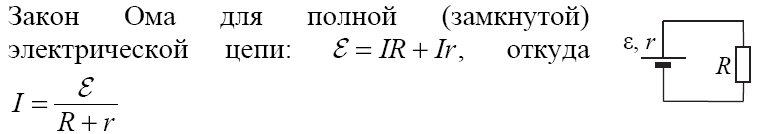 Закон Ома для полной (замкнутой)
электрической цепи: ℰ = IR + Ir, откуда
I = ℰ / (R + r)
ε, r
R